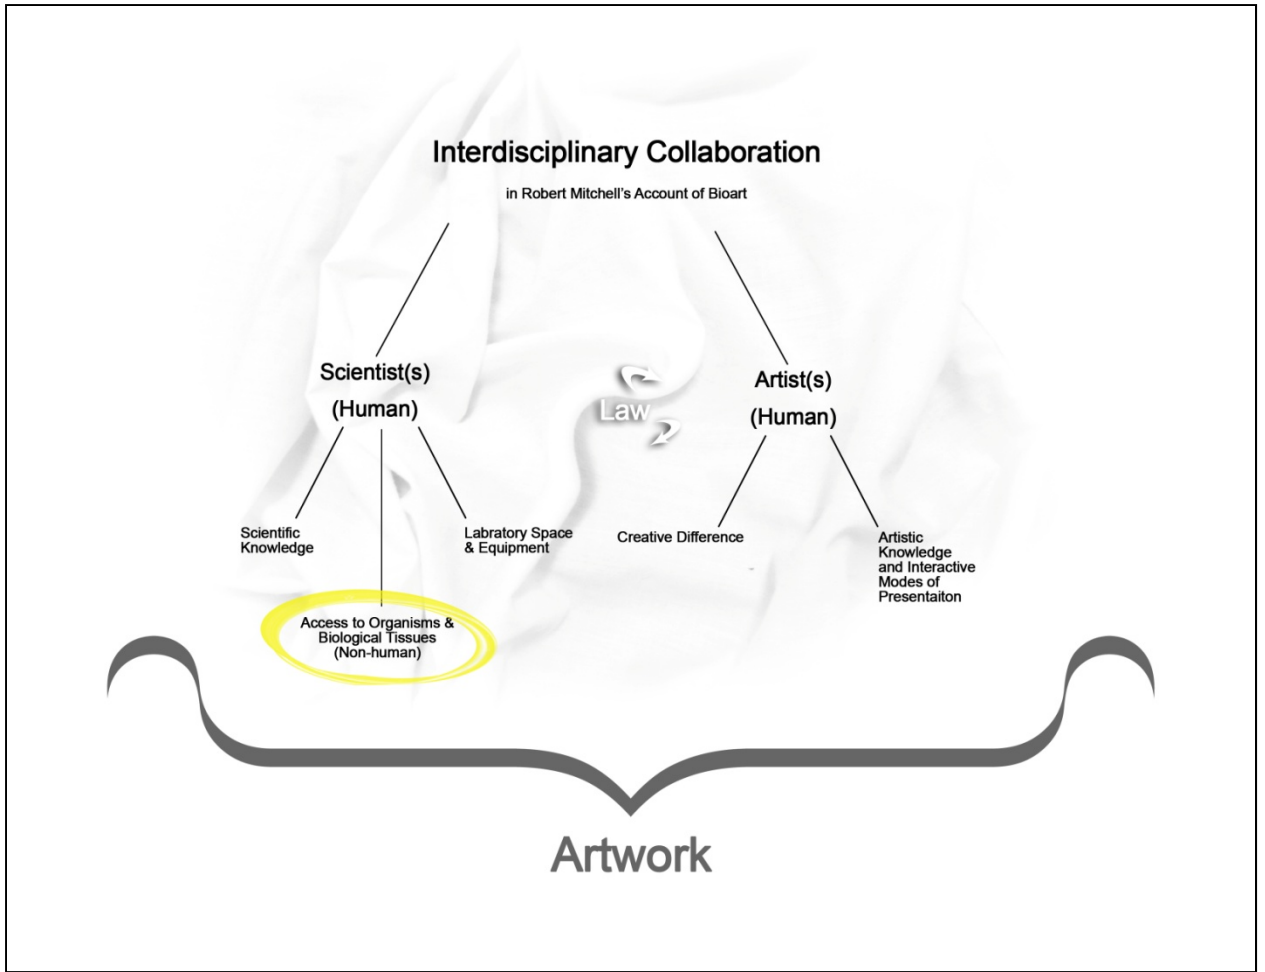 Interdisciplinary Collaboration
in Robert Mitchell's Account of Bioart
Scientist(s)
(Human)
Law
Artist(s)
(Human)
Scientific
Knowledge
Labratory Space
& Equipment
Creative Difference
Artistic
Knowledge
and Interactive
Modes of
Presentaiton
Access to Organisms &
Biological Tissues
(Non-human)
Artwork